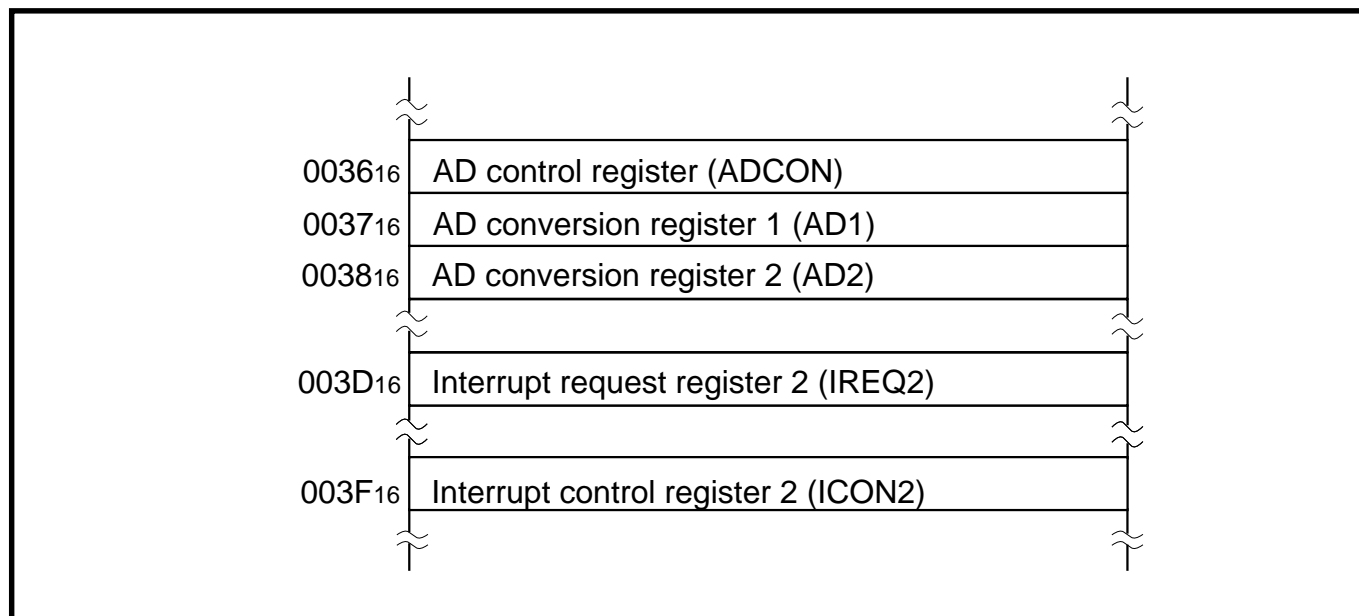 0036₁₆ AD control register (ADCON)
0037₁₆ AD conversion register 1 (AD1)
0038₁₆ AD conversion register 2 (AD2)
003D₁₆ Interrupt request register 2 (IREQ2)
003F₁₆ Interrupt control register 2 (ICON2)